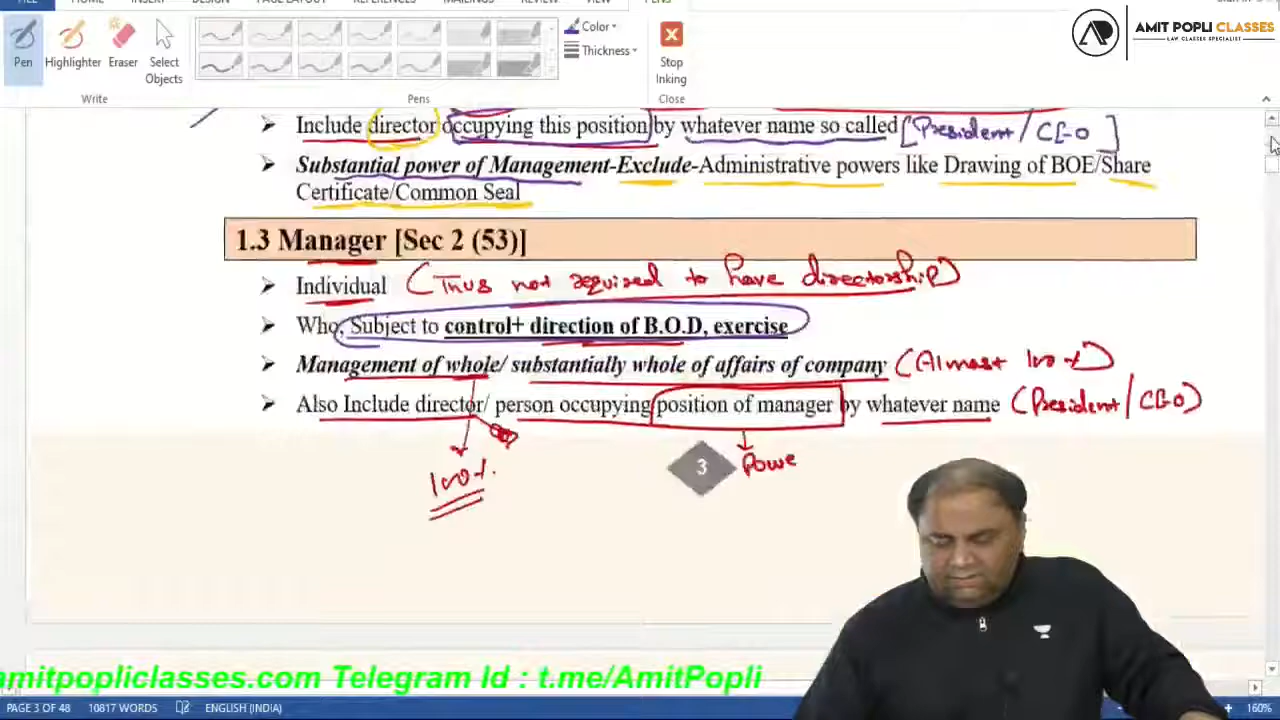 Color
Thickness
Pen
Highlighter
Eraser
Select
Objects
Stop
Inking
Write
Pens
Close
AMIT POPLI CLASSES
LAW CLASSES SPECIALIST
Include director occupying this position by whatever name so called [President/CEO]
Substantial power of Management-Exclude-Administrative powers like Drawing of BOE/Share
Certificate/Common Seal
1.3 Manager [Sec 2 (53)]
Individual (Thus not required to have directorship)
Who, Subject to control+ direction of B.O.D, exercise
Management of whole/ substantially whole of affairs of company (Almost 100%)
Also Include director/ person occupying position of manager by whatever name (President/CEO)
100%
3
Powe
amitpopliclasses.com Telegram Id : t.me/AmitPopli
PAGE 3 OF 48
10817 WORDS
ENGLISH (INDIA)
160%